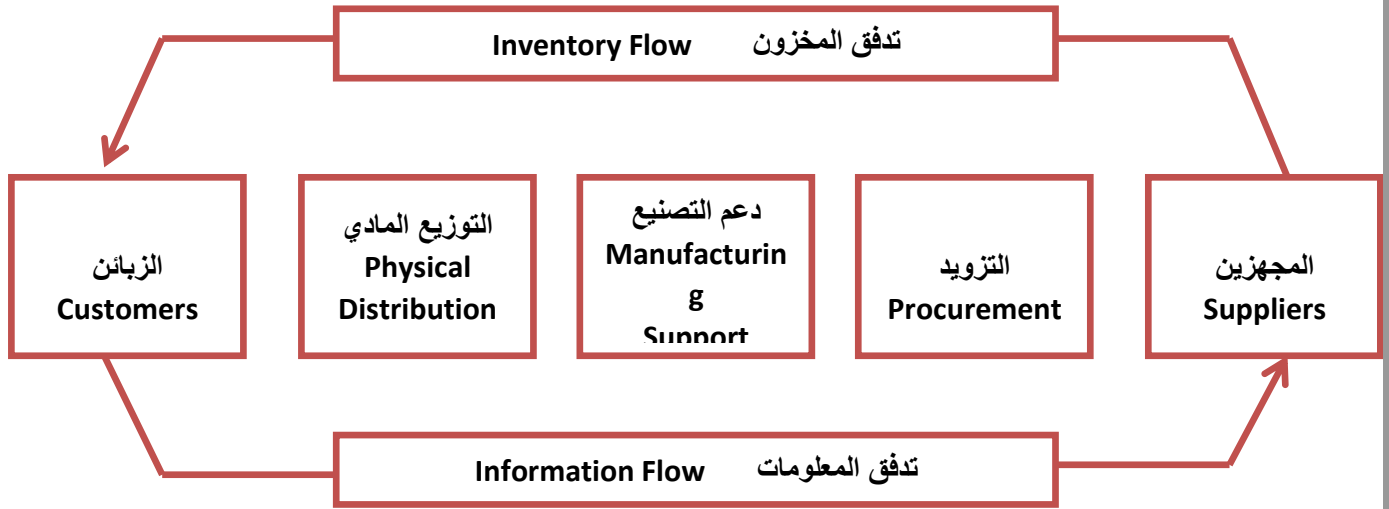 Inventory Flow تدفق المخزون
الزبائن
Customers
التوزيع المادي
Physical
Distribution
دعم التصنيع
Manufacturin
g
Support
التزويد
Procurement
المجهزين
Suppliers
Information Flow تدفق المعلومات